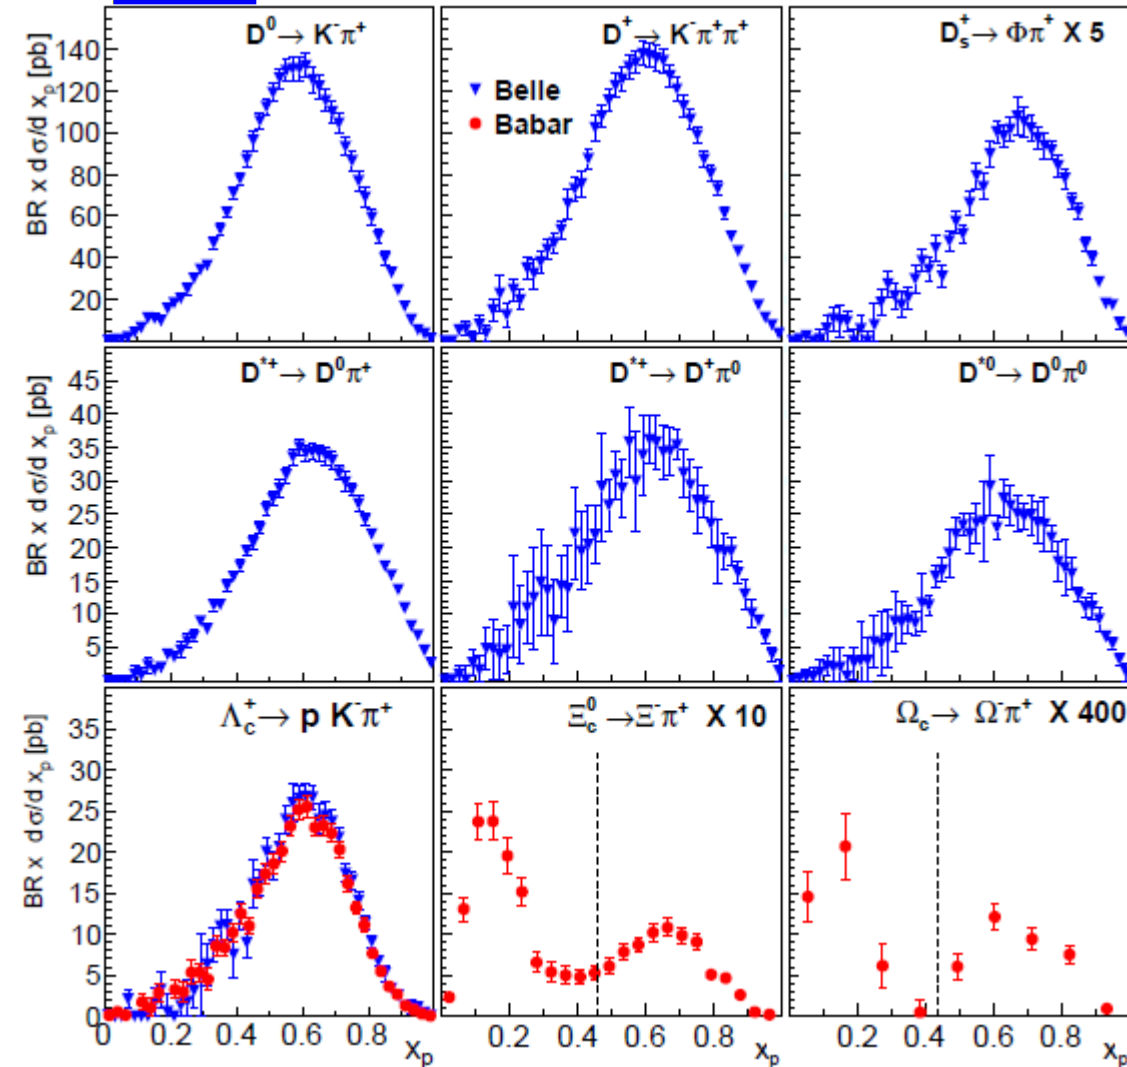 D⁰→ K⁻π⁺
D⁺→ K⁻π⁺π⁺
D_s⁺→ Φπ⁺ X 5
BR x dσ/d x_p [pb]
140
120
100
80
60
40
20
Belle
Babar
D*⁺→ D⁰π⁺
D*⁺→ D⁺π⁰
D*⁰→ D⁰π⁰
BR x dσ/d x_p [pb]
45
40
35
30
25
20
15
10
5
Λ_c⁺→ p K⁻π⁺
Ξ_c⁰→Ξ⁻π⁺ X 10
Ω_c→ Ω⁻π⁺ X 400
BR x dσ/d x_p [pb]
35
30
25
20
15
10
5
0
0 0.2 0.4 0.6 0.8 x_p
0.2 0.4 0.6 0.8 x_p
0.2 0.4 0.6 0.8 x_p